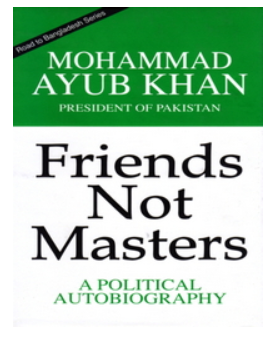 Road to Bangladesh Series
MOHAMMAD
AYUB KHAN
PRESIDENT OF PAKISTAN
Friends
Not
Masters
A POLITICAL
AUTOBIOGRAPHY